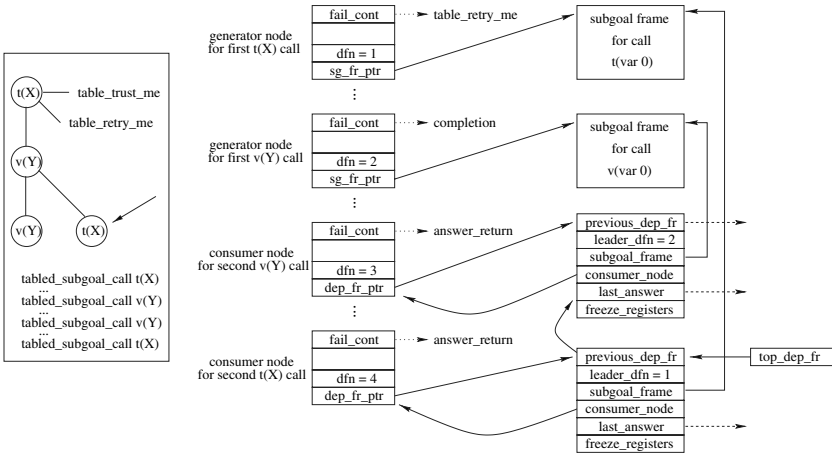 t(X)
table_trust_me
table_retry_me
v(Y)
v(Y)
t(X)
tabled_subgoal_call t(X)
...
tabled_subgoal_call v(Y)
...
tabled_subgoal_call v(Y)
...
tabled_subgoal_call t(X)
generator node
for first t(X) call
fail_cont
table_retry_me
dfn = 1
sg_fr_ptr
...
subgoal frame
for call
t(var 0)
generator node
for first v(Y) call
fail_cont
completion
dfn = 2
sg_fr_ptr
...
subgoal frame
for call
v(var 0)
consumer node
for second v(Y) call
fail_cont
answer_return
dfn = 3
dep_fr_ptr
...
previous_dep_fr
leader_dfn = 2
subgoal_frame
consumer_node
last_answer
freeze_registers
consumer node
for second t(X) call
fail_cont
answer_return
dfn = 4
dep_fr_ptr
previous_dep_fr
leader_dfn = 1
subgoal_frame
consumer_node
last_answer
freeze_registers
top_dep_fr